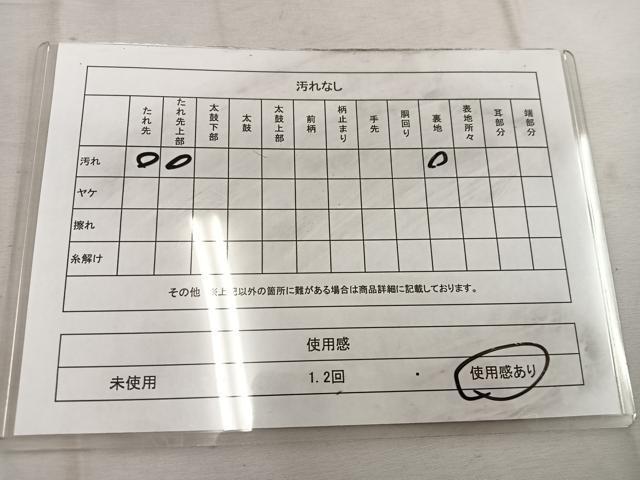 汚れなし
たれ先 たれ先上部 太鼓下部 太鼓 太鼓上部 前柄 柄止まり 手先 胴回り 裏地 表地所々 耳部分 端部分
汚れ 〇 〇 〇
ヤケ
擦れ
糸解け
その他 ※上記以外の箇所に難がある場合は商品詳細に記載しております。
使用感
未使用 1.2回 ・ 使用感あり